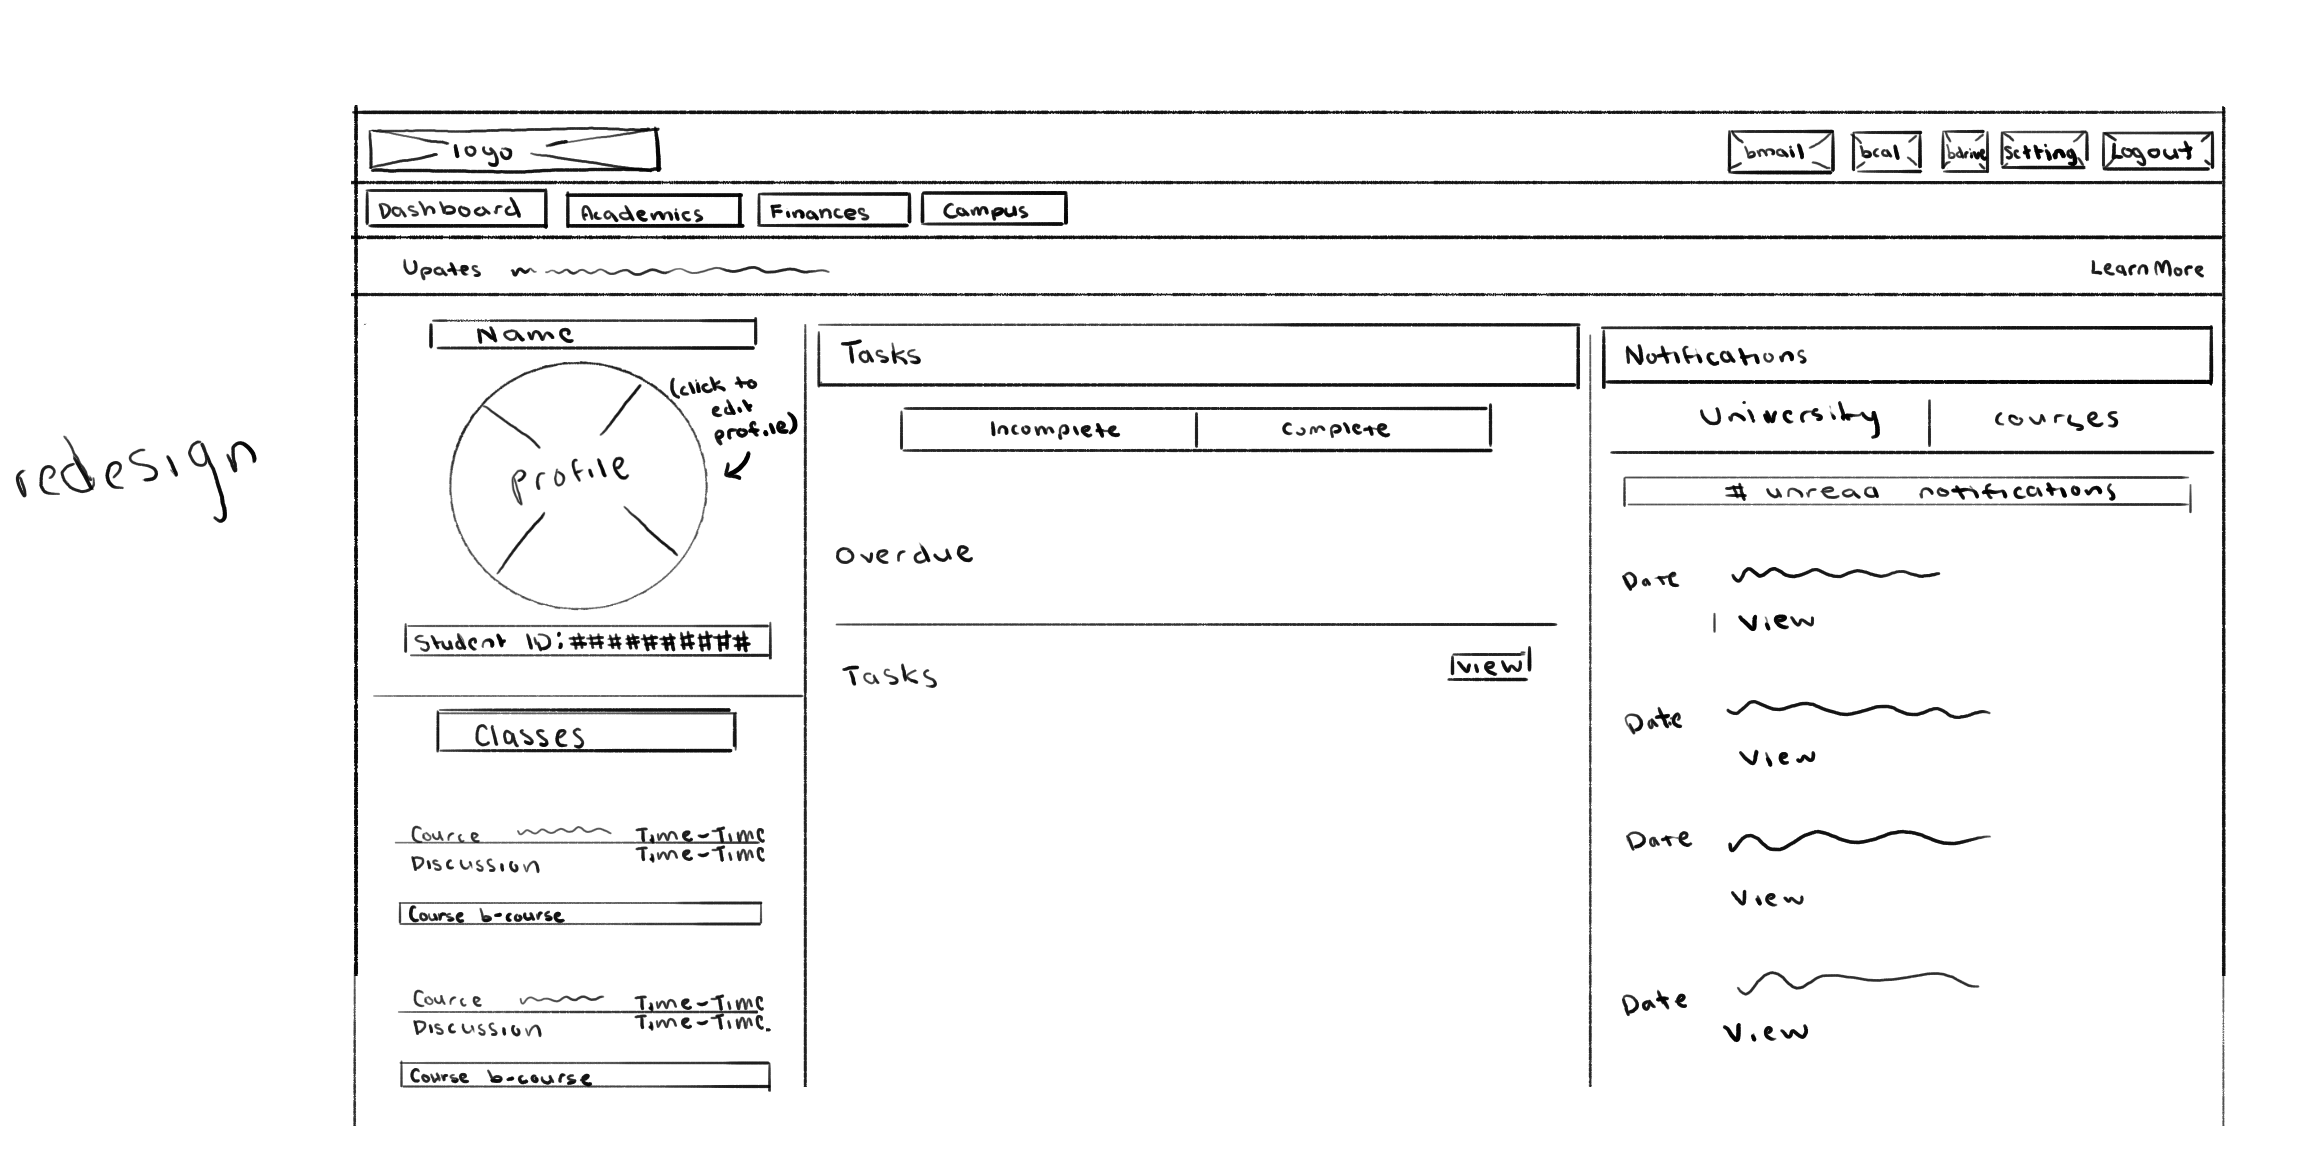 redesign
logo
bmail bcal bdrive Setting Logout
Dashboard Academics Finances Campus
Upates
Learn More
Name
(click to
edit
profile)
profile
Student ID:##########
Classes
Cource Time-Time
Discussion Time-Time
Course b-course
Cource Time-Time
Discussion Time-Time.
Course b-course
Tasks
Incomplete Complete
Overdue
Tasks view
Notifications
University courses
# unread notifications
Date
View
Date
View
Date
View
Date
View